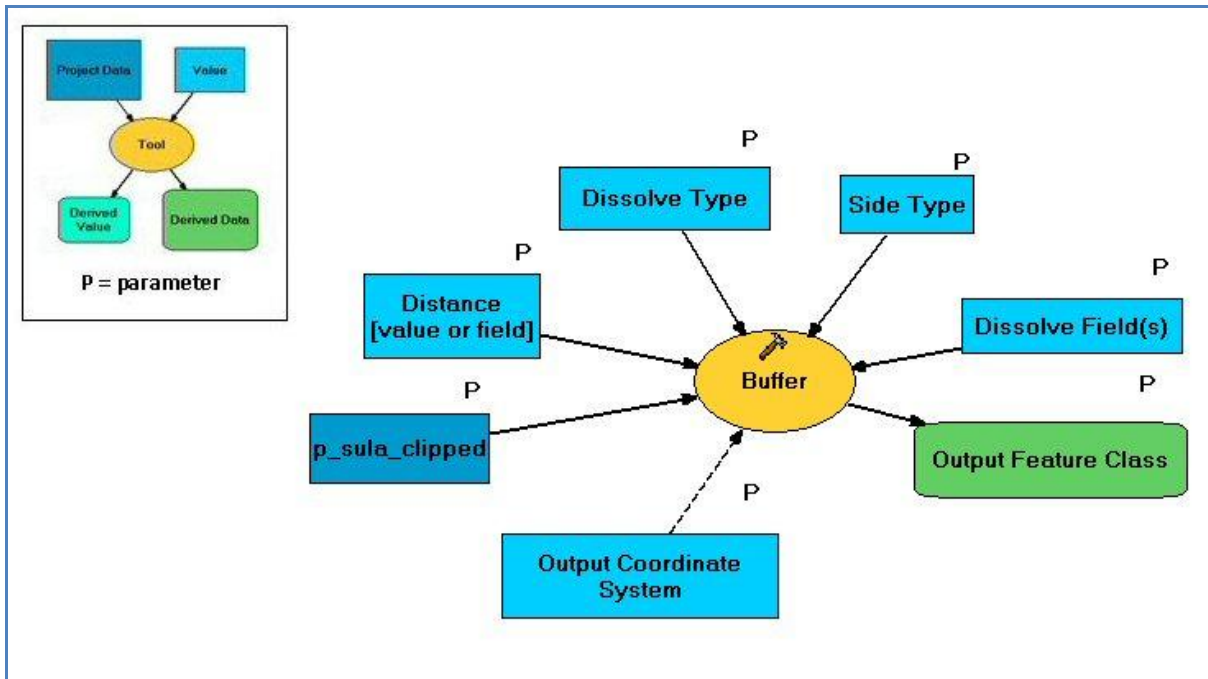 Project Data
Value
Tool
Derived
Value
Derived Data
P = parameter
P
Dissolve Type
P
Side Type
P
Distance
[value or field]
P
Dissolve Field(s)
Buffer
P
p_sula_clipped
P
Output Feature Class
P
Output Coordinate
System